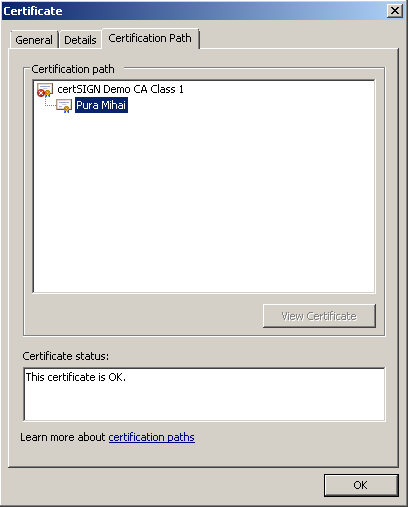 Certificate
General Details Certification Path
Certification path
certSIGN Demo CA Class 1
Pura Mihai
View Certificate
Certificate status:
This certificate is OK.
Learn more about certification paths
OK